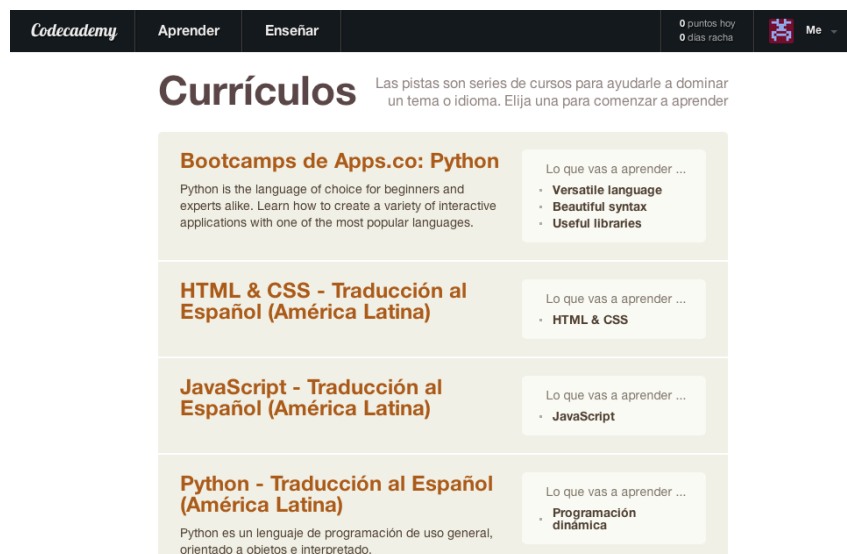 Codecademy
Aprender
Enseñar
0 puntos hoy
0 días racha
Me
Currículos
Las pistas son series de cursos para ayudarle a dominar
un tema o idioma. Elija una para comenzar a aprender
Bootcamps de Apps.co: Python
Python is the language of choice for beginners and
experts alike. Learn how to create a variety of interactive
applications with one of the most popular languages.
Lo que vas a aprender ...
Versatile language
Beautiful syntax
Useful libraries
HTML & CSS - Traducción al
Español (América Latina)
Lo que vas a aprender ...
HTML & CSS
JavaScript - Traducción al
Español (América Latina)
Lo que vas a aprender ...
JavaScript
Python - Traducción al Español
(América Latina)
Python es un lenguaje de programación de uso general,
orientado a objetos e interpretado.
Lo que vas a aprender ...
Programación
dinámica